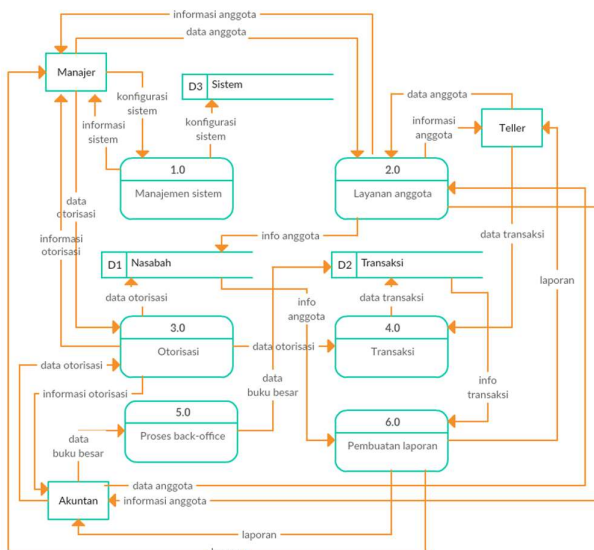 informasi anggota
data anggota
Manajer
konfigurasi
sistem
informasi
sistem
D3
Sistem
konfigurasi
sistem
data anggota
informasi
anggota
Teller
1.0
Manajemen sistem
2.0
Layanan anggota
data
otorisasi
informasi
otorisasi
info anggota
data transaksi
D1
Nasabah
D2
Transaksi
laporan
data otorisasi
info
anggota
data transaksi
3.0
Otorisasi
data otorisasi
4.0
Transaksi
data otorisasi
informasi otorisasi
data
buku besar
info
transaksi
5.0
Proses back-office
6.0
Pembuatan laporan
data
buku besar
Akuntan
data anggota
informasi anggota
laporan